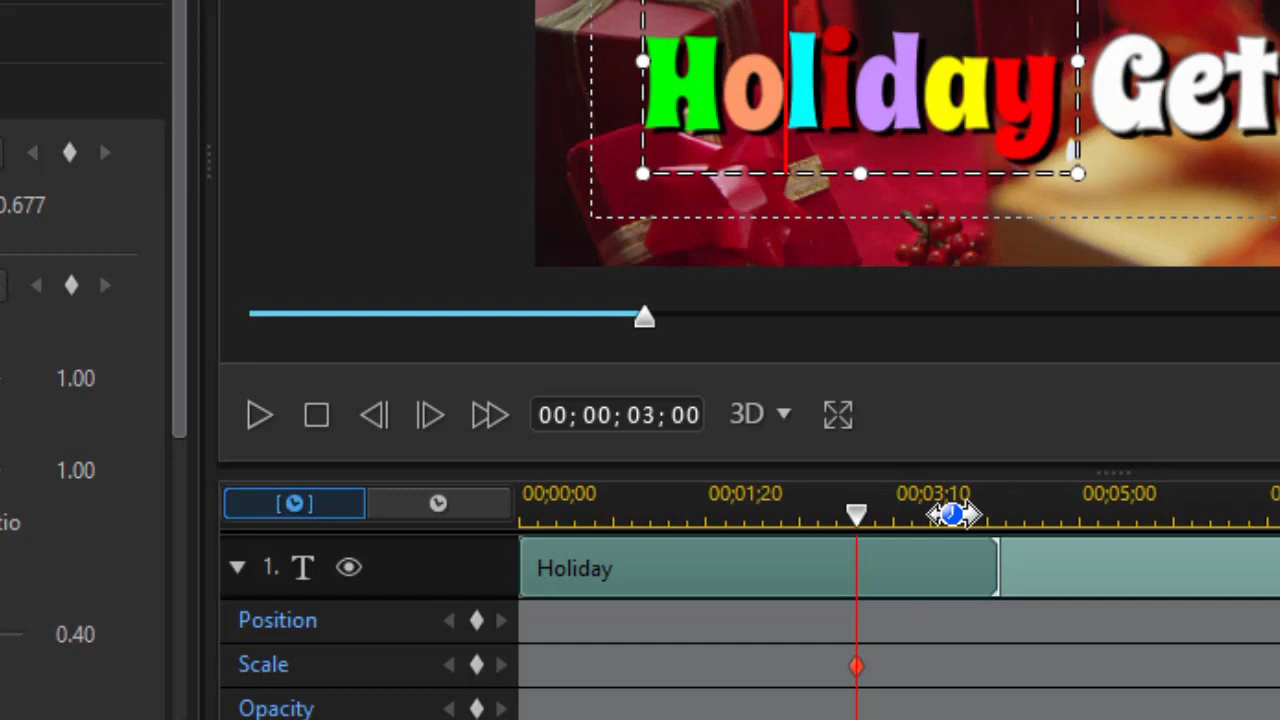 Holiday Get
0.677
1.00
1.00
tio
0.40
00;00;03;00 3D
00;00;00 00;01;20 00;03;10 00;05;00
1. T Holiday
Position
Scale
Opacity